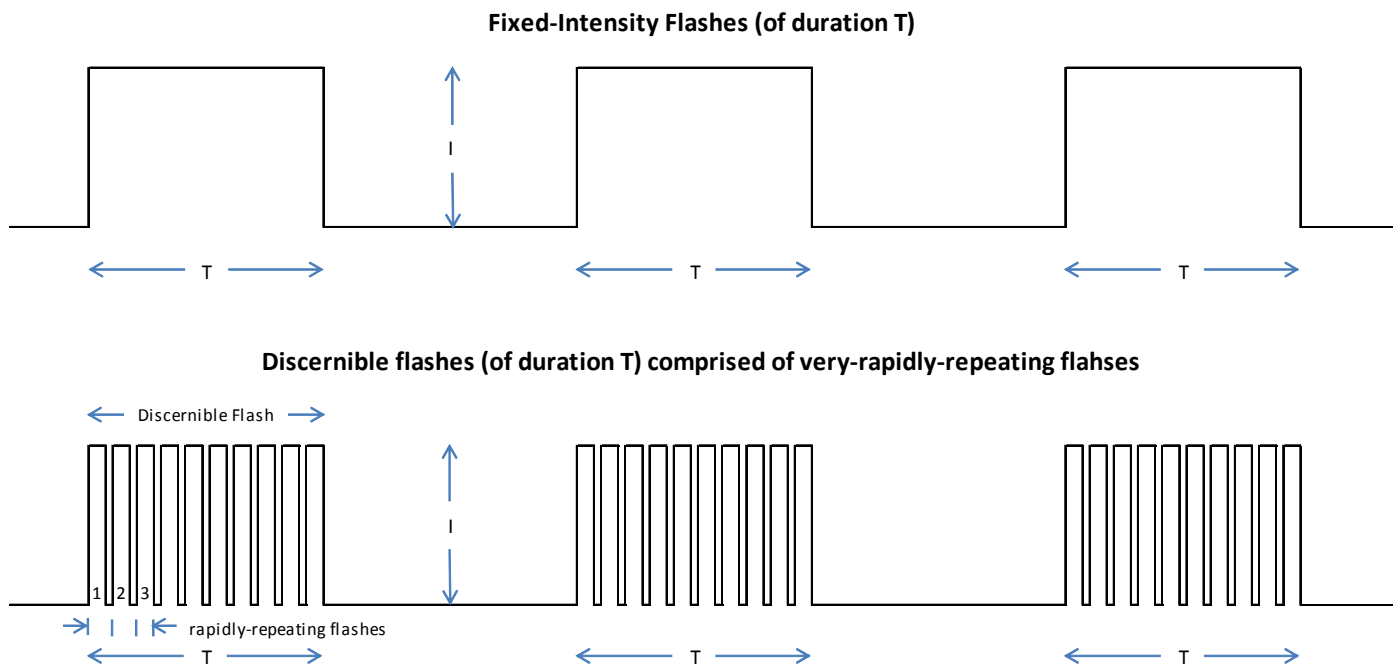 Fixed-Intensity Flashes (of duration T)
I
T
T
T
Discernible flashes (of duration T) comprised of very-rapidly-repeating flahses
Discernible Flash
I
1 2 3
rapidly-repeating flashes
T
T
T